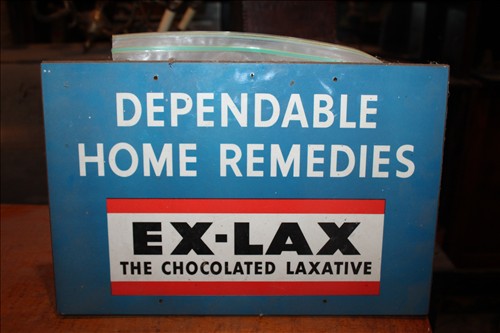 DEPENDABLE
HOME REMEDIES
EX-LAX
THE CHOCOLATED LAXATIVE